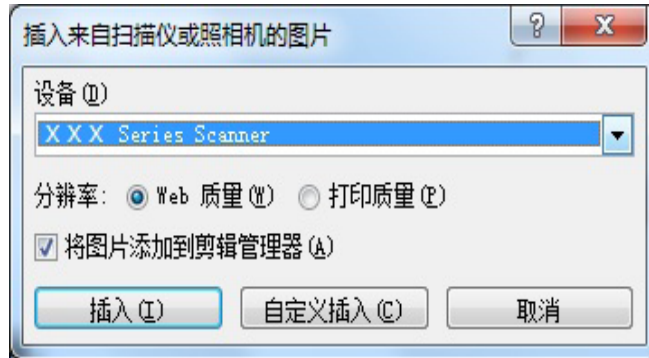 插入来自扫描仪或照相机的图片
设备(D)
XXX Series Scanner
分辨率: Web 质量(W) 打印质量(P)
将图片添加到剪辑管理器(A)
插入(I) 自定义插入(C) 取消